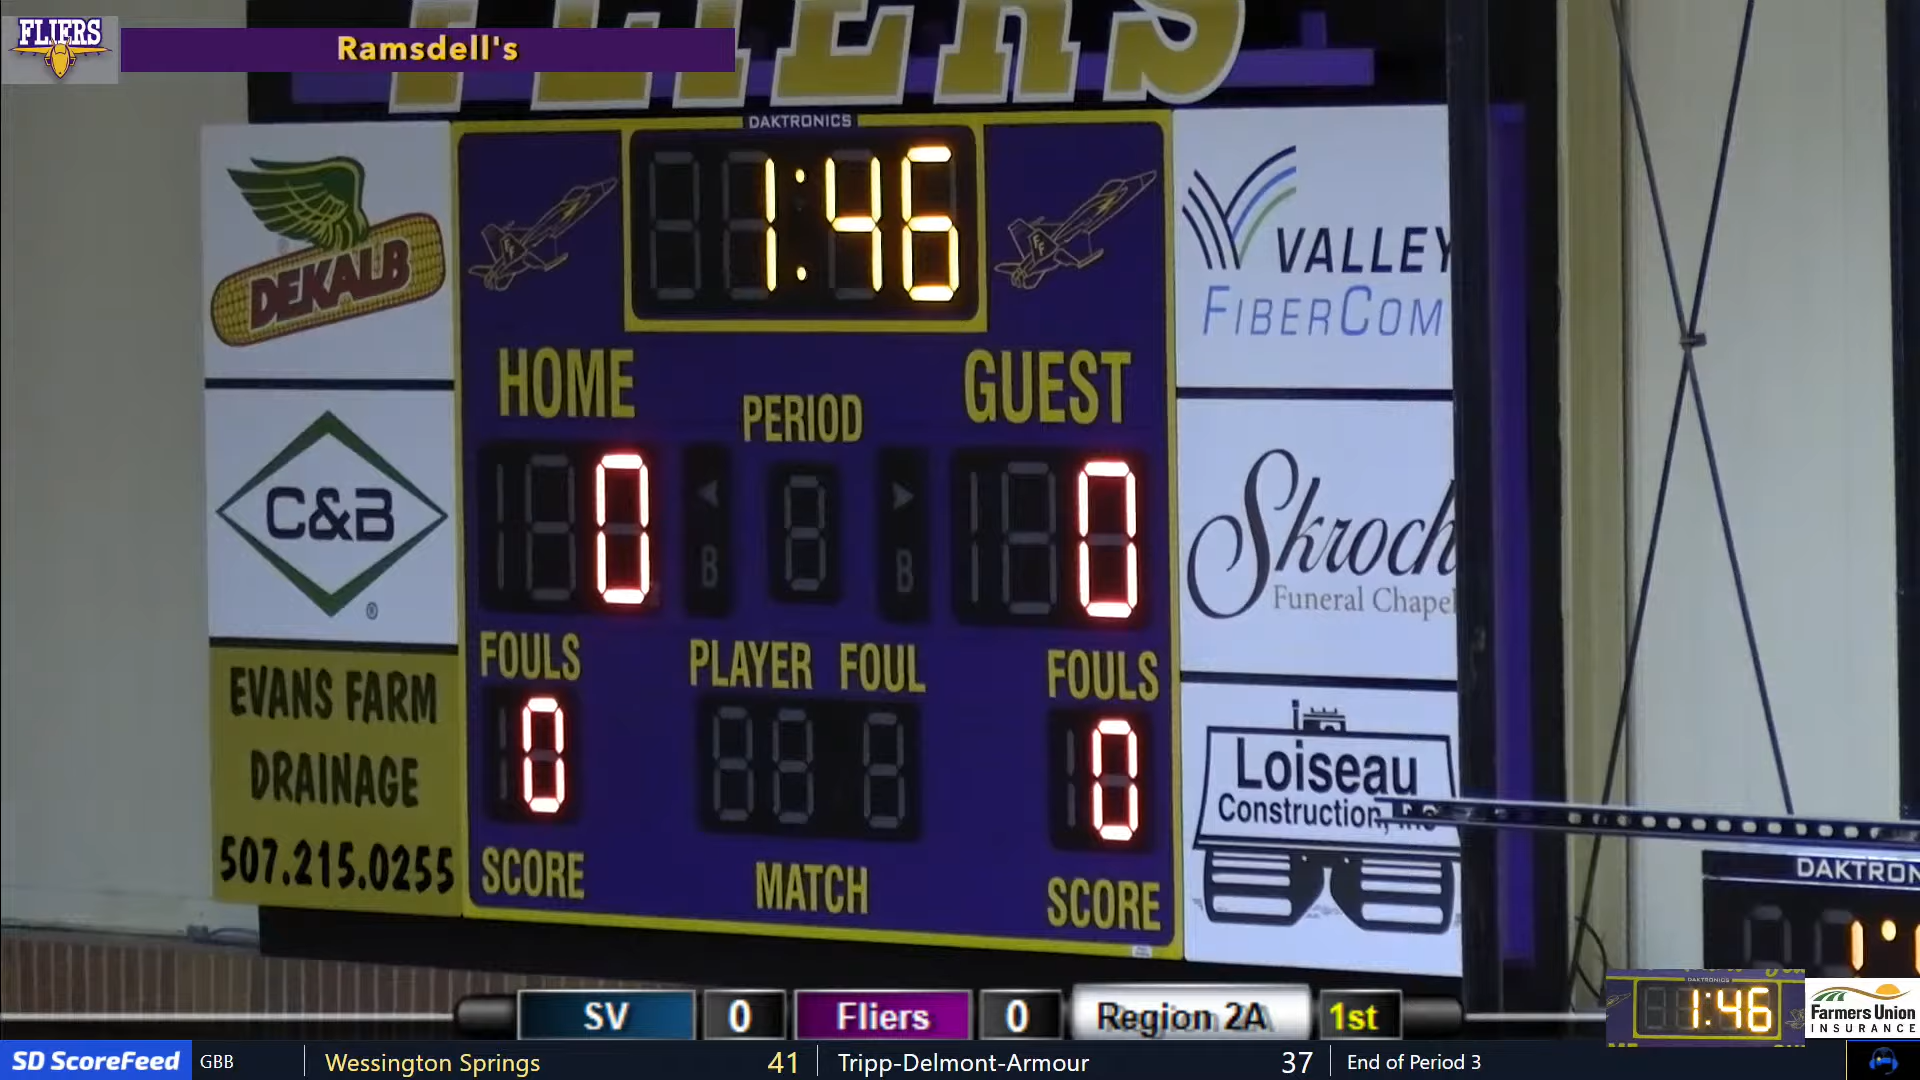 FLIERS
Ramsdell's
FLIERS
DAKTRONICS
1:46
DEKALB
VALLEY
FIBERCOM
HOME
PERIOD
GUEST
0
0
B
B
C&B
®
Skroch
Funeral Chapel
FOULS
PLAYER FOUL
FOULS
0
0
EVANS FARM
DRAINAGE
507.215.0255
SCORE
MATCH
SCORE
Loiseau
Construction, Inc
DAKTRON
SV 0 Fliers 0 Region 2A 1st
1:46
Farmers Union
INSURANCE
SD ScoreFeed GBB Wessington Springs 41 Tripp-Delmont-Armour 37 End of Period 3